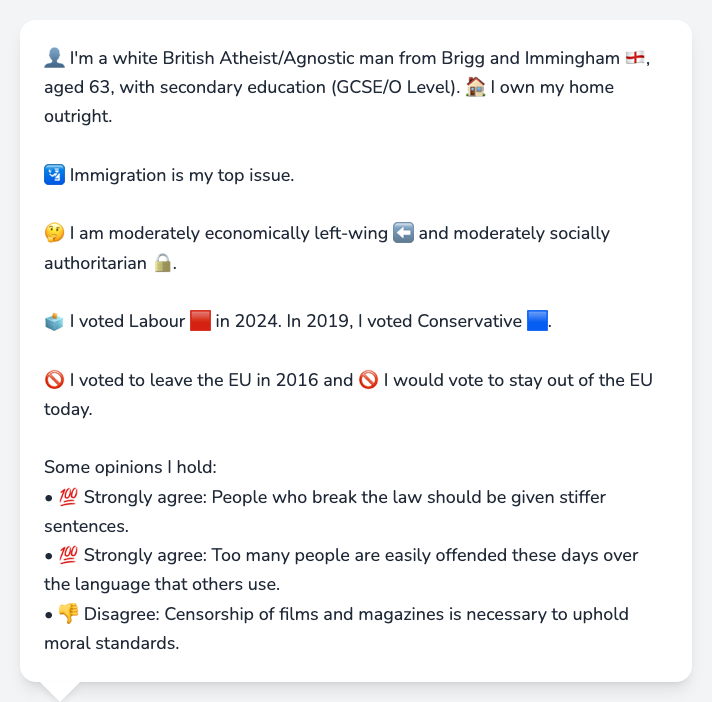 👤 I'm a white British Atheist/Agnostic man from Brigg and Immingham 🏴󠁧󠁢󠁥󠁮󠁧󠁿,
aged 63, with secondary education (GCSE/O Level). 🏠 I own my home
outright.
🛂 Immigration is my top issue.
🤔 I am moderately economically left-wing ⬅️ and moderately socially
authoritarian 🔒.
🗳️ I voted Labour 🟥 in 2024. In 2019, I voted Conservative 🟦.
🚫 I voted to leave the EU in 2016 and 🚫 I would vote to stay out of the EU
today.
Some opinions I hold:
• 💯 Strongly agree: People who break the law should be given stiffer
sentences.
• 💯 Strongly agree: Too many people are easily offended these days over
the language that others use.
• 👎 Disagree: Censorship of films and magazines is necessary to uphold
moral standards.